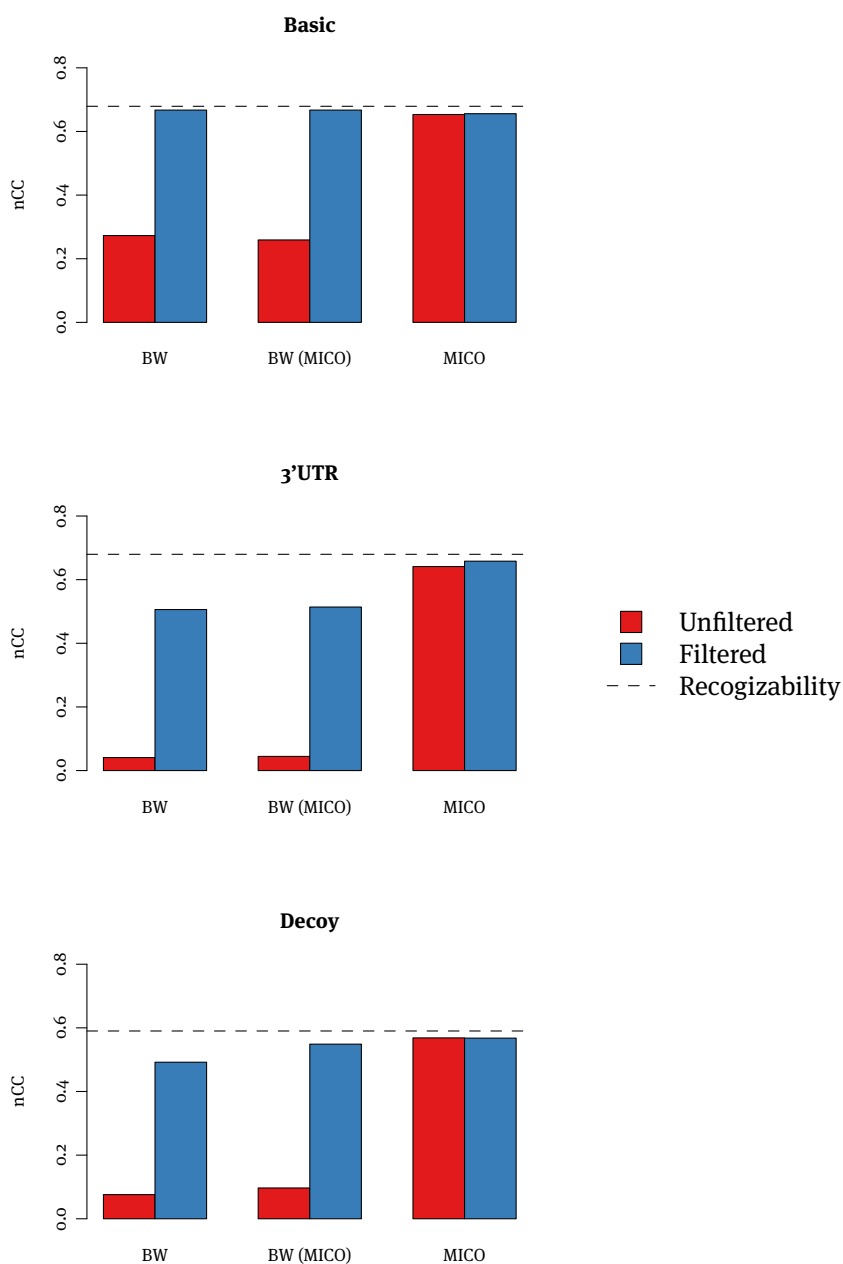 Basic
0.8
0.6
0.4
0.2
0.0
nCC
BW
BW (MICO)
MICO
3’UTR
0.8
0.6
0.4
0.2
0.0
nCC
BW
BW (MICO)
MICO
Unfiltered
Filtered
Recogizability
Decoy
0.8
0.6
0.4
0.2
0.0
nCC
BW
BW (MICO)
MICO